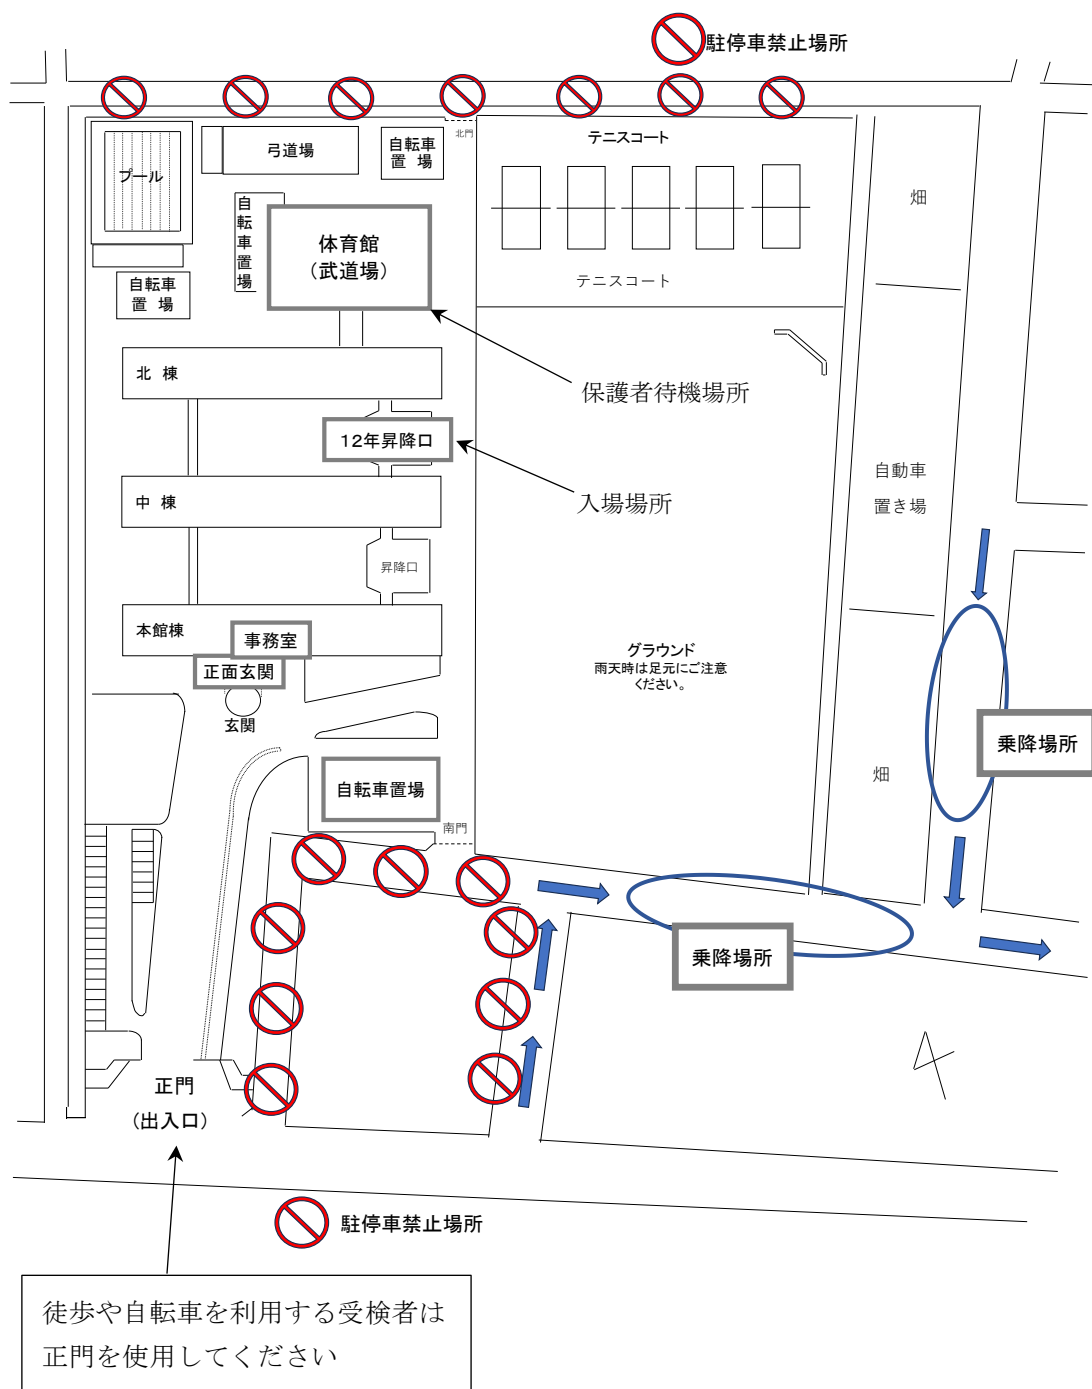 駐停車禁止場所
北門
プール
弓道場
自転車
置 場
テニスコート
畑
自転車置場
体育館
（武道場）
テニスコート
自転車
置 場
北 棟
保護者待機場所
12年昇降口
自動車
置き場
中 棟
入場場所
昇降口
本館棟
事務室
正面玄関
玄関
グラウンド
雨天時は足元にご注意
ください。
乗降場所
畑
自転車置場
南門
乗降場所
正門
（出入口）
駐停車禁止場所
徒歩や自転車を利用する受検者は
正門を使用してください